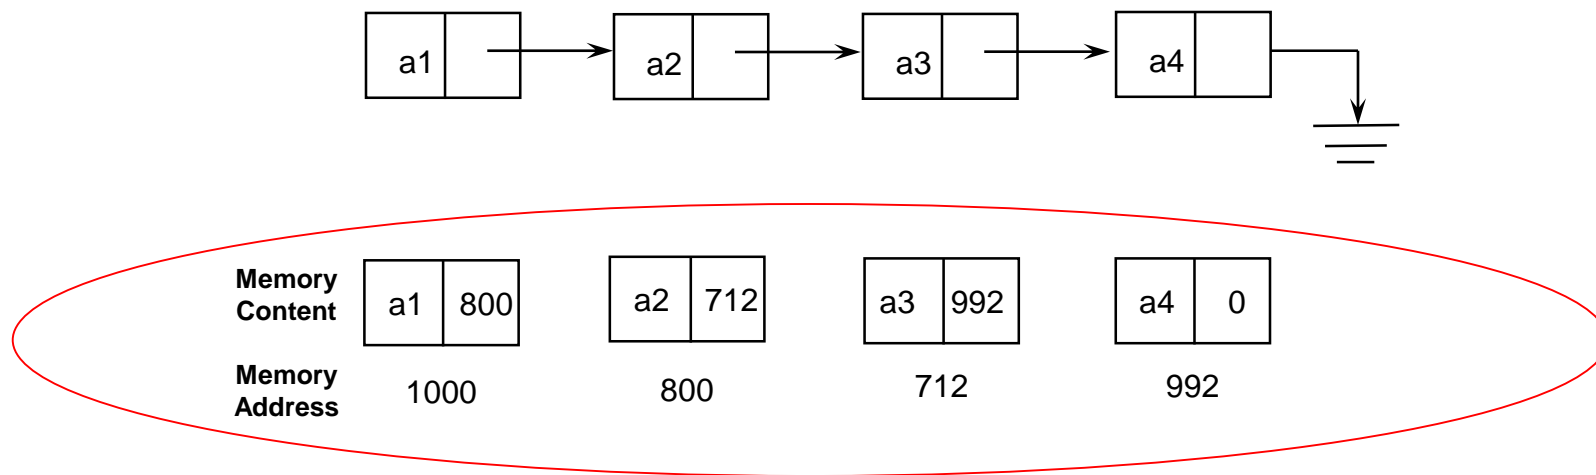 a1 a2 a3 a4
Memory
Content
a1 800 a2 712 a3 992 a4 0
Memory
Address
1000 800 712 992